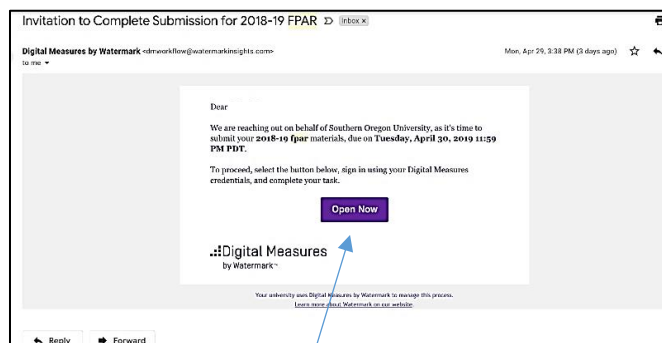 Invitation to Complete Submission for 2018-19 FPAR Inbox x
Digital Measures by Watermark <dmworkflow@watermarkinsights.com> Mon, Apr 29, 3:38 PM (3 days ago)
to me
Dear
We are reaching out on behalf of Southern Oregon University, as it's time to
submit your 2018-19 fpar materials, due on Tuesday, April 30, 2019 11:59
PM PDT.
To proceed, select the button below, sign in using your Digital Measures
credentials, and complete your task.
Open Now
Digital Measures
by Watermark™
Your university uses Digital Measures by Watermark to manage this process.
Learn more about Watermark on our website.
Reply Forward